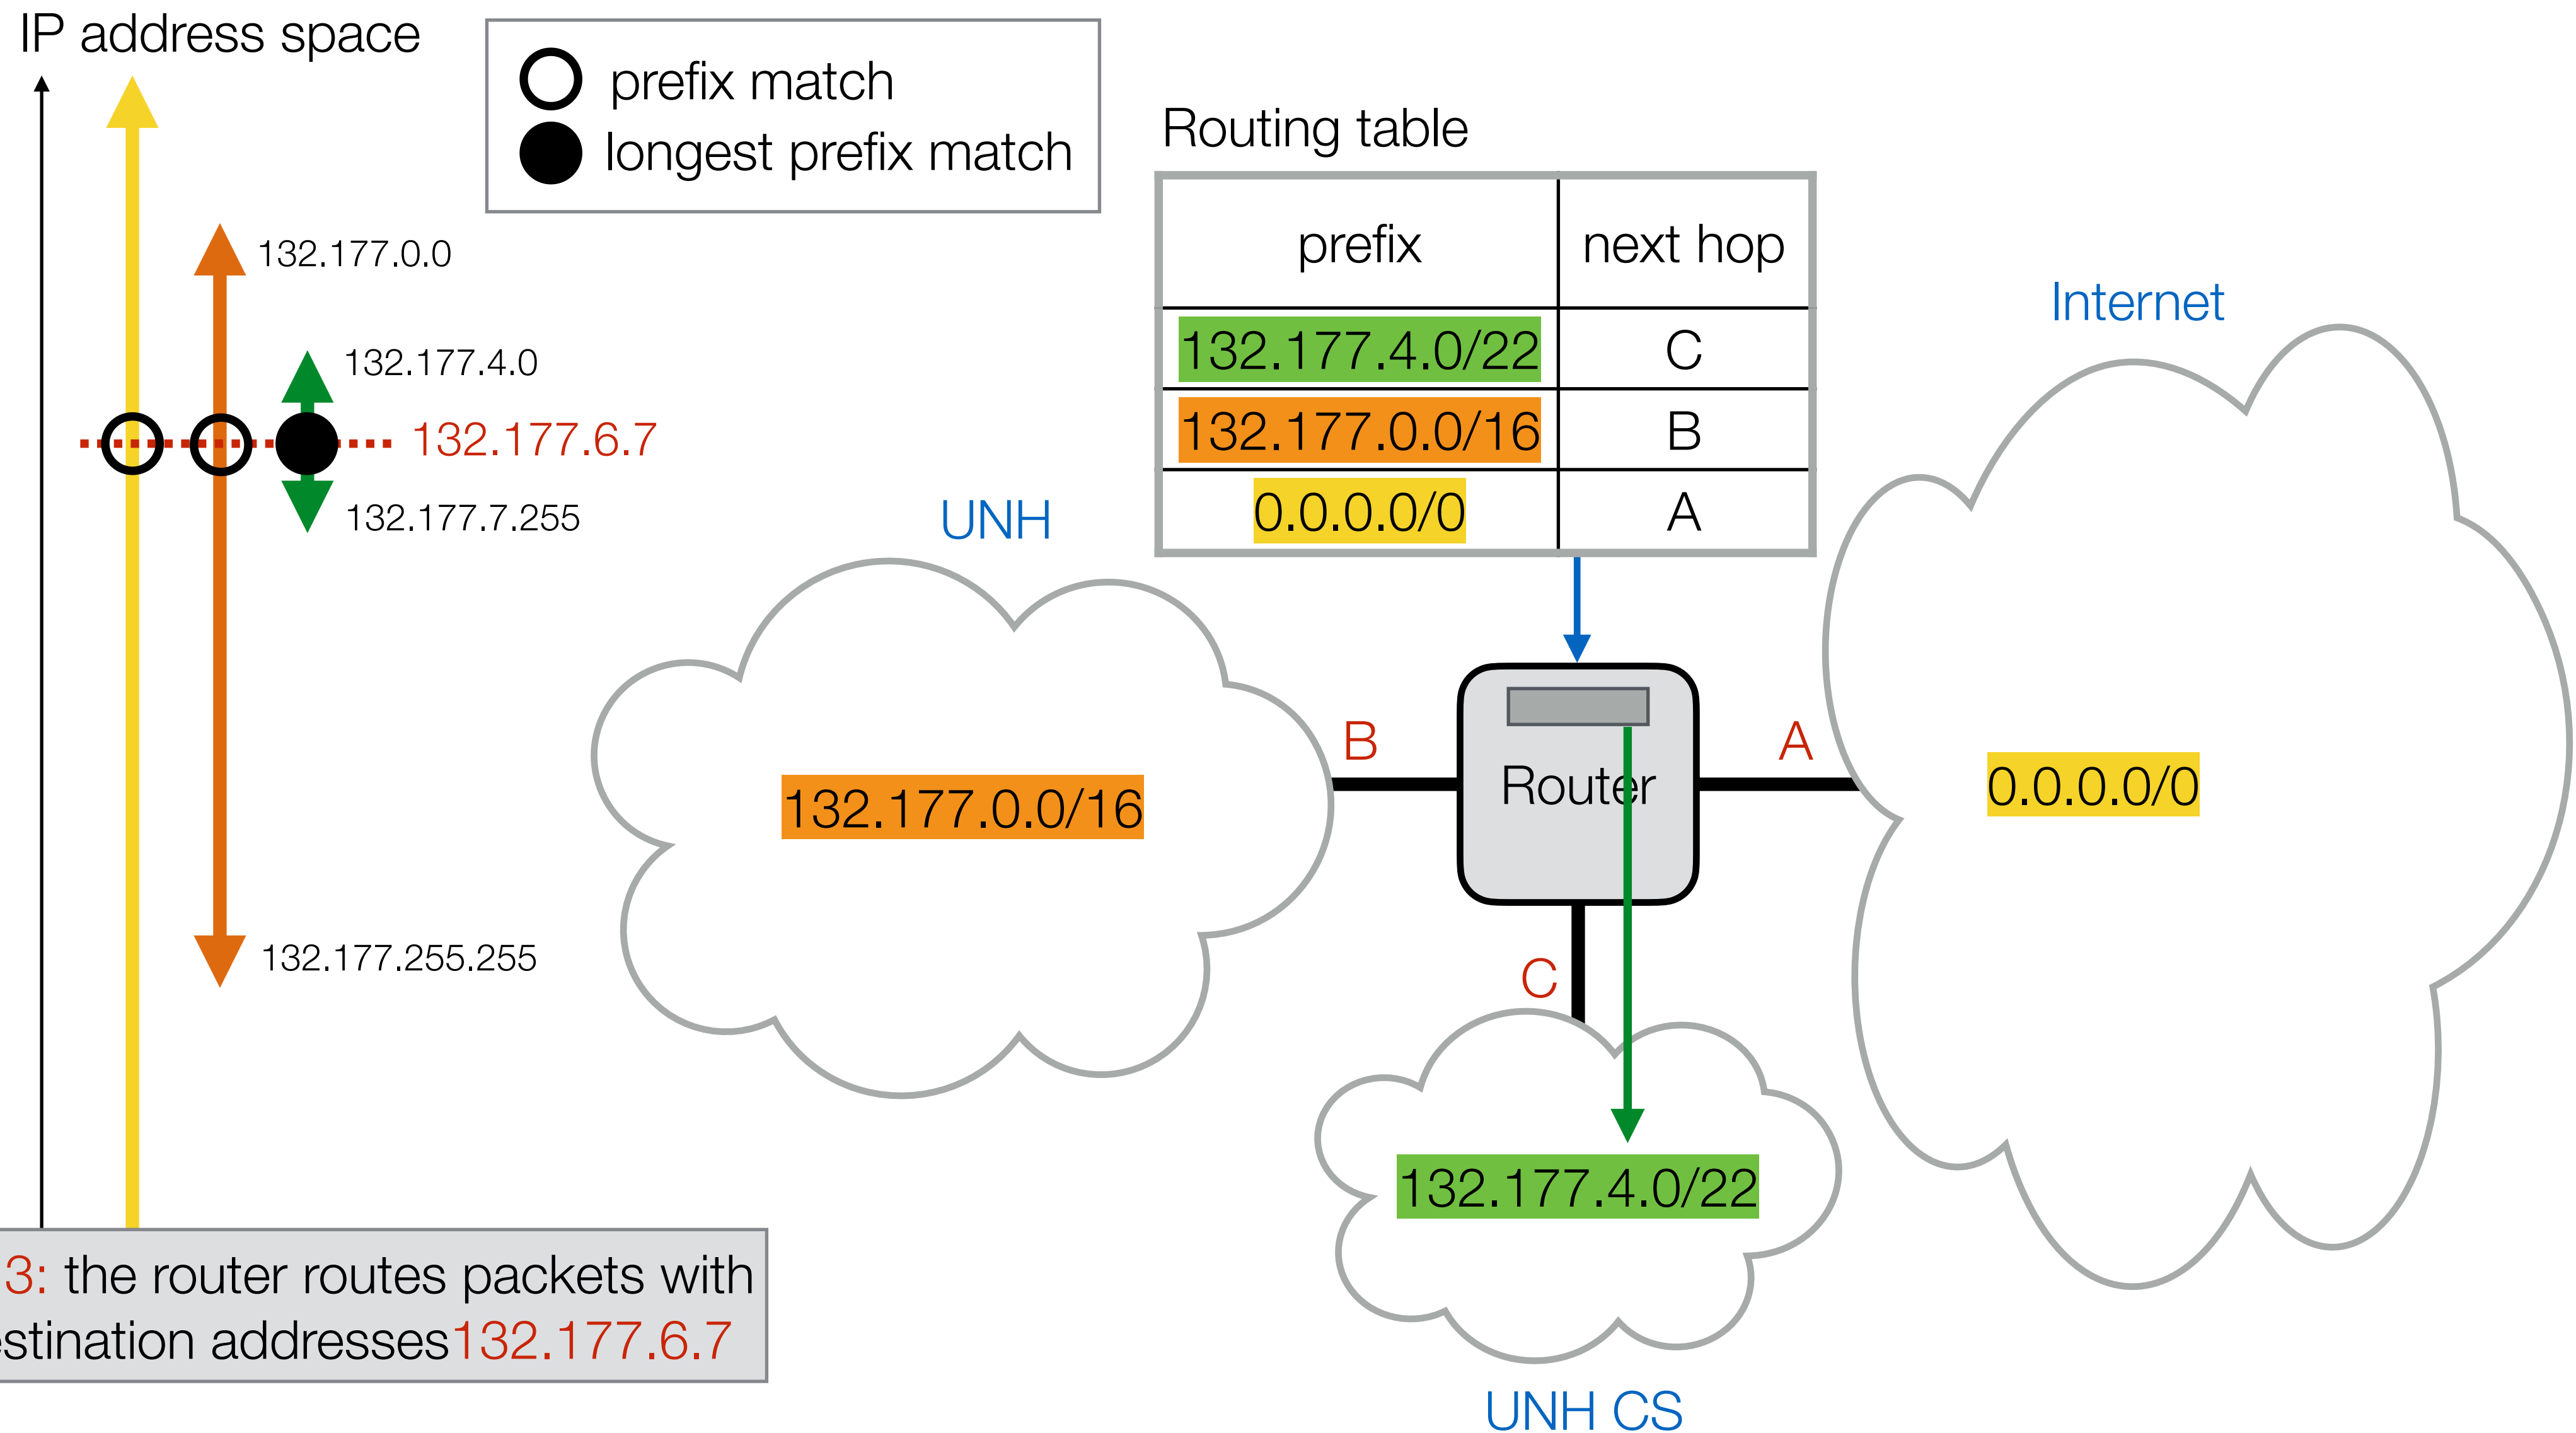 IP address space
prefix match
longest prefix match
132.177.0.0
132.177.4.0
132.177.6.7
132.177.7.255
132.177.255.255
Routing table
prefix next hop
132.177.4.0/22 C
132.177.0.0/16 B
0.0.0.0/0 A
Internet
UNH
132.177.0.0/16
B
Router
A
0.0.0.0/0
C
132.177.4.0/22
UNH CS
3: the router routes packets with
estination addresses132.177.6.7